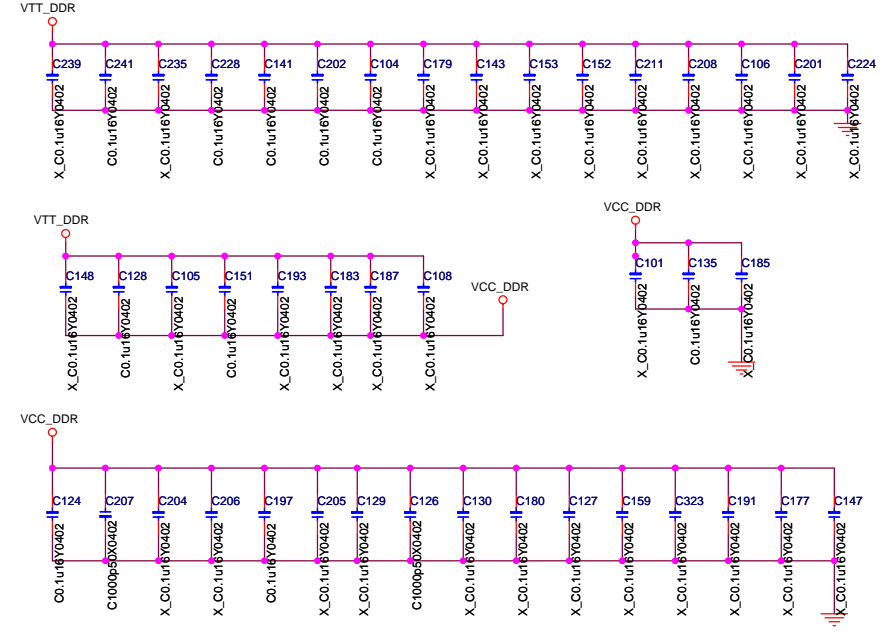 VTT_DDR
C239 C241 C235 C228 C141 C202 C104 C179 C143 C153 C152 C211 C208 C106 C201 C224
X_C0.1u16Y0402 C0.1u16Y0402 X_C0.1u16Y0402 C0.1u16Y0402 C0.1u16Y0402 C0.1u16Y0402 C0.1u16Y0402 X_C0.1u16Y0402 X_C0.1u16Y0402 X_C0.1u16Y0402 X_C0.1u16Y0402 X_C0.1u16Y0402 X_C0.1u16Y0402 X_C0.1u16Y0402 C0.1u16Y0402 X_C0.1u16Y0402
VTT_DDR
C148 C128 C105 C151 C193 C183 C187 C108
VCC_DDR
X_C0.1u16Y0402 C0.1u16Y0402 X_C0.1u16Y0402 C0.1u16Y0402 X_C0.1u16Y0402 X_C0.1u16Y0402 X_C0.1u16Y0402 X_C0.1u16Y0402
VCC_DDR
C101 C135 C185
X_C0.1u16Y0402 C0.1u16Y0402 X_C0.1u16Y0402
VCC_DDR
C124 C207 C204 C206 C197 C205 C129 C126 C130 C180 C127 C159 C323 C191 C177 C147
C0.1u16Y0402 C1000p50X0402 X_C0.1u16Y0402 X_C0.1u16Y0402 C0.1u16Y0402 X_C0.1u16Y0402 X_C0.1u16Y0402 C1000p50X0402 X_C0.1u16Y0402 X_C0.1u16Y0402 X_C0.1u16Y0402 X_C0.1u16Y0402 X_C0.1u16Y0402 X_C0.1u16Y0402 X_C0.1u16Y0402 X_C0.1u16Y0402